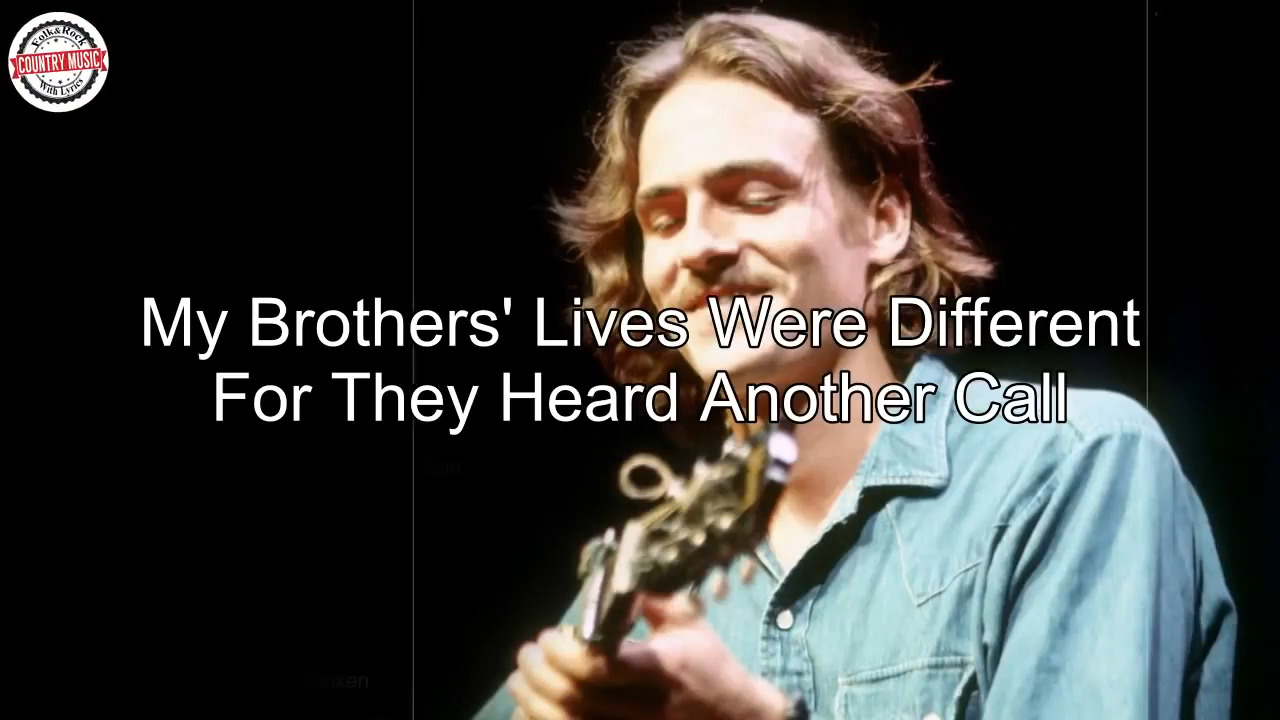 Folk&Rock
COUNTRY MUSIC
With Lyrics
My Brothers' Lives Were Different
For They Heard Another Call